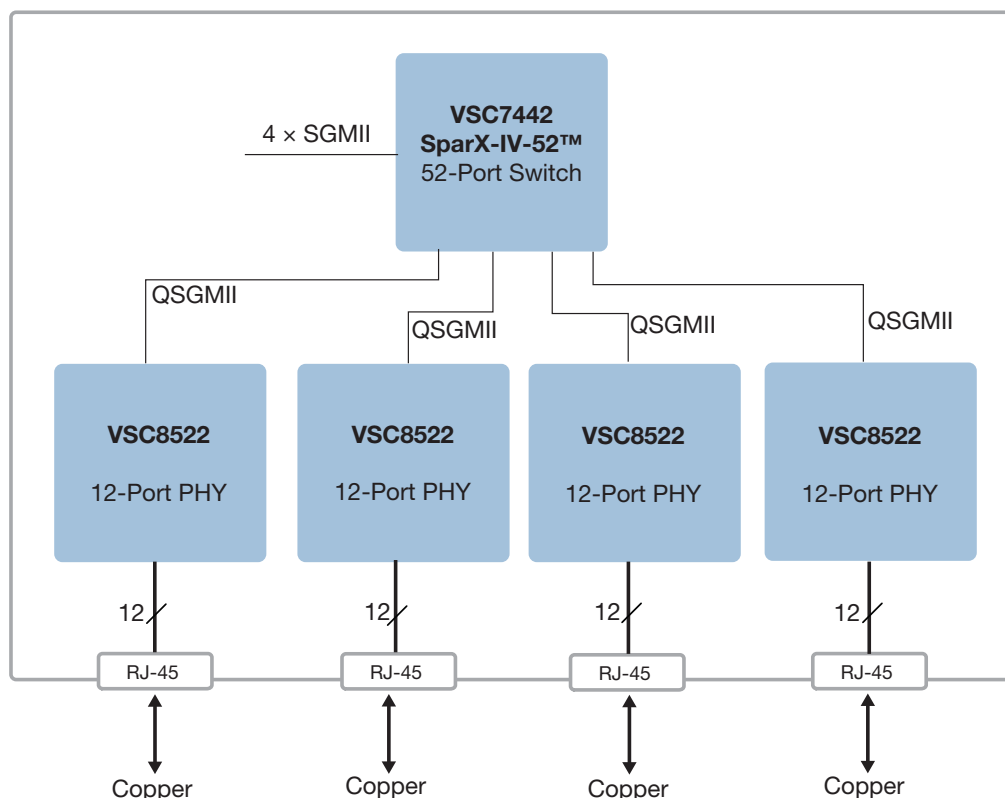 VSC7442
SparX-IV-52™
52-Port Switch
4 × SGMII
QSGMII
QSGMII
QSGMII
QSGMII
VSC8522
12-Port PHY
VSC8522
12-Port PHY
VSC8522
12-Port PHY
VSC8522
12-Port PHY
12
12
12
12
RJ-45
RJ-45
RJ-45
RJ-45
Copper
Copper
Copper
Copper